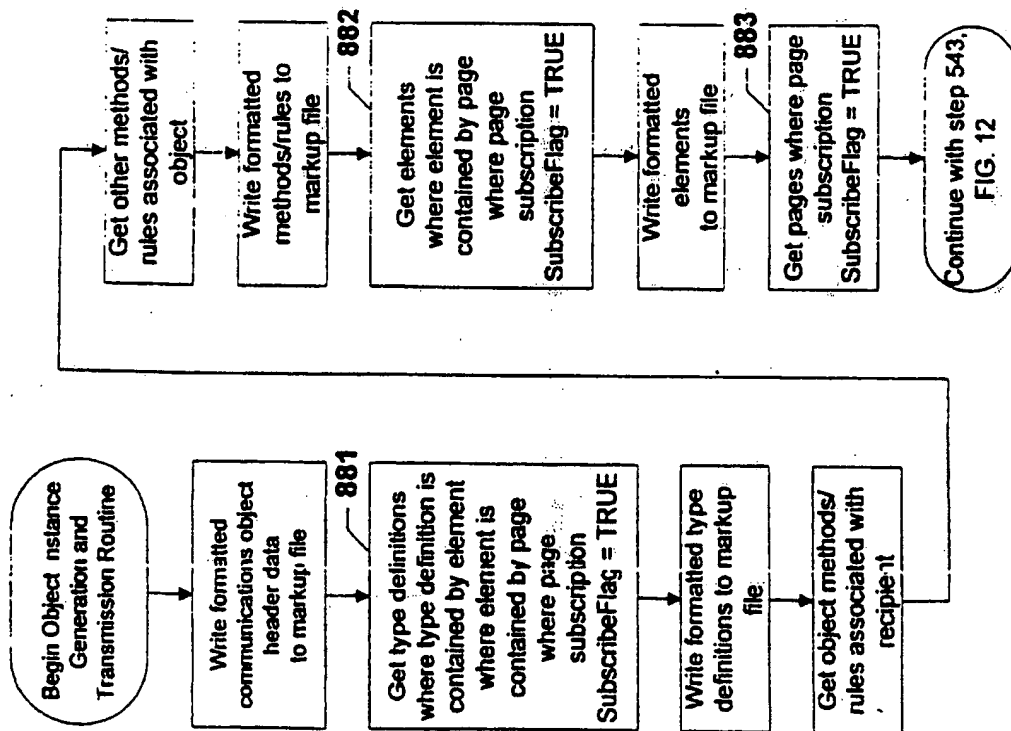 Begin Object nstance
Generation and
Transmission Routine
Write formatted
communications object
header data
to markup file
881
Get type definitions
where type definition is
contained by element
where element is
contained by page
where page
subscription
SubscribeFlag = TRUE
Write formatted type
definitions to markup
file
Get object methods/
rules associated with
recipient
Get other methods/
rules associated with
object
Write formatted
methods/rules to
markup file
882
Get elements
where element is
contained by page
where page
subscription
SubscribeFlag = TRUE
Write formatted
elements
to markup file
883
Get pages where page
subscription
SubscribeFlag = TRUE
Continue with step 543,
FIG. 12